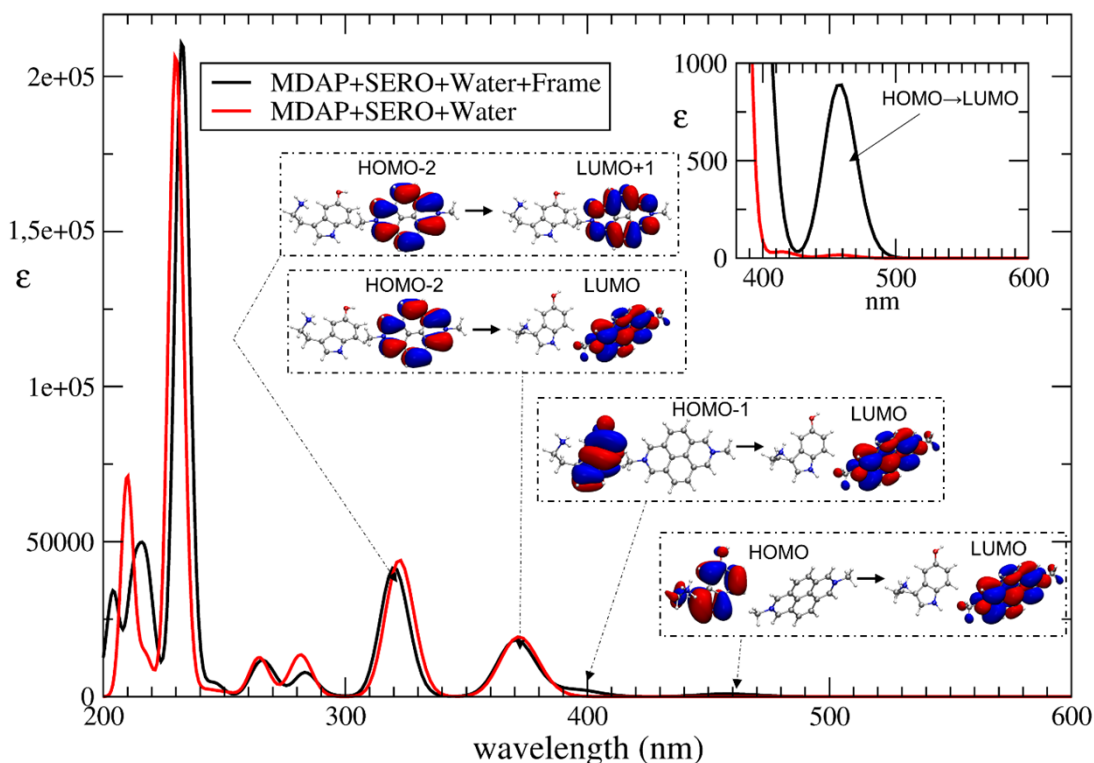 MDAP+SERO+Water+Frame
MDAP+SERO+Water
2e+05
1,5e+05
1e+05
50000
0
ε
200
300
400
500
600
wavelength (nm)
1000
500
0
ε
HOMO→LUMO
400
500
600
nm
HOMO-2
LUMO+1
HOMO-2
LUMO
HOMO-1
LUMO
HOMO
LUMO